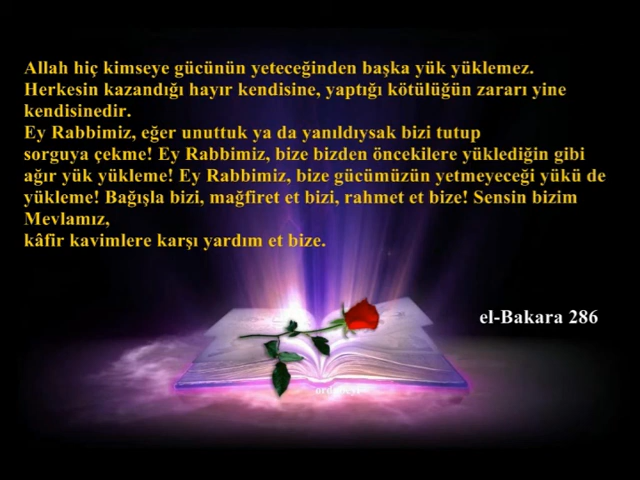 Allah hiç kimseye gücünün yeteceğinden başka yük yüklemez.
Herkesin kazandığı hayır kendisine, yaptığı kötülüğün zararı yine
kendisinedir.
Ey Rabbimiz, eğer unuttuk ya da yanıldıysak bizi tutup
sorguya çekme! Ey Rabbimiz, bize bizden öncekilere yüklediğin gibi
ağır yük yükleme! Ey Rabbimiz, bize gücümüzün yetmeyeceği yükü de
yükleme! Bağışla bizi, mağfiret et bizi, rahmet et bize! Sensin bizim
Mevlamız,
kâfir kavimlere karşı yardım et bize.
el-Bakara 286